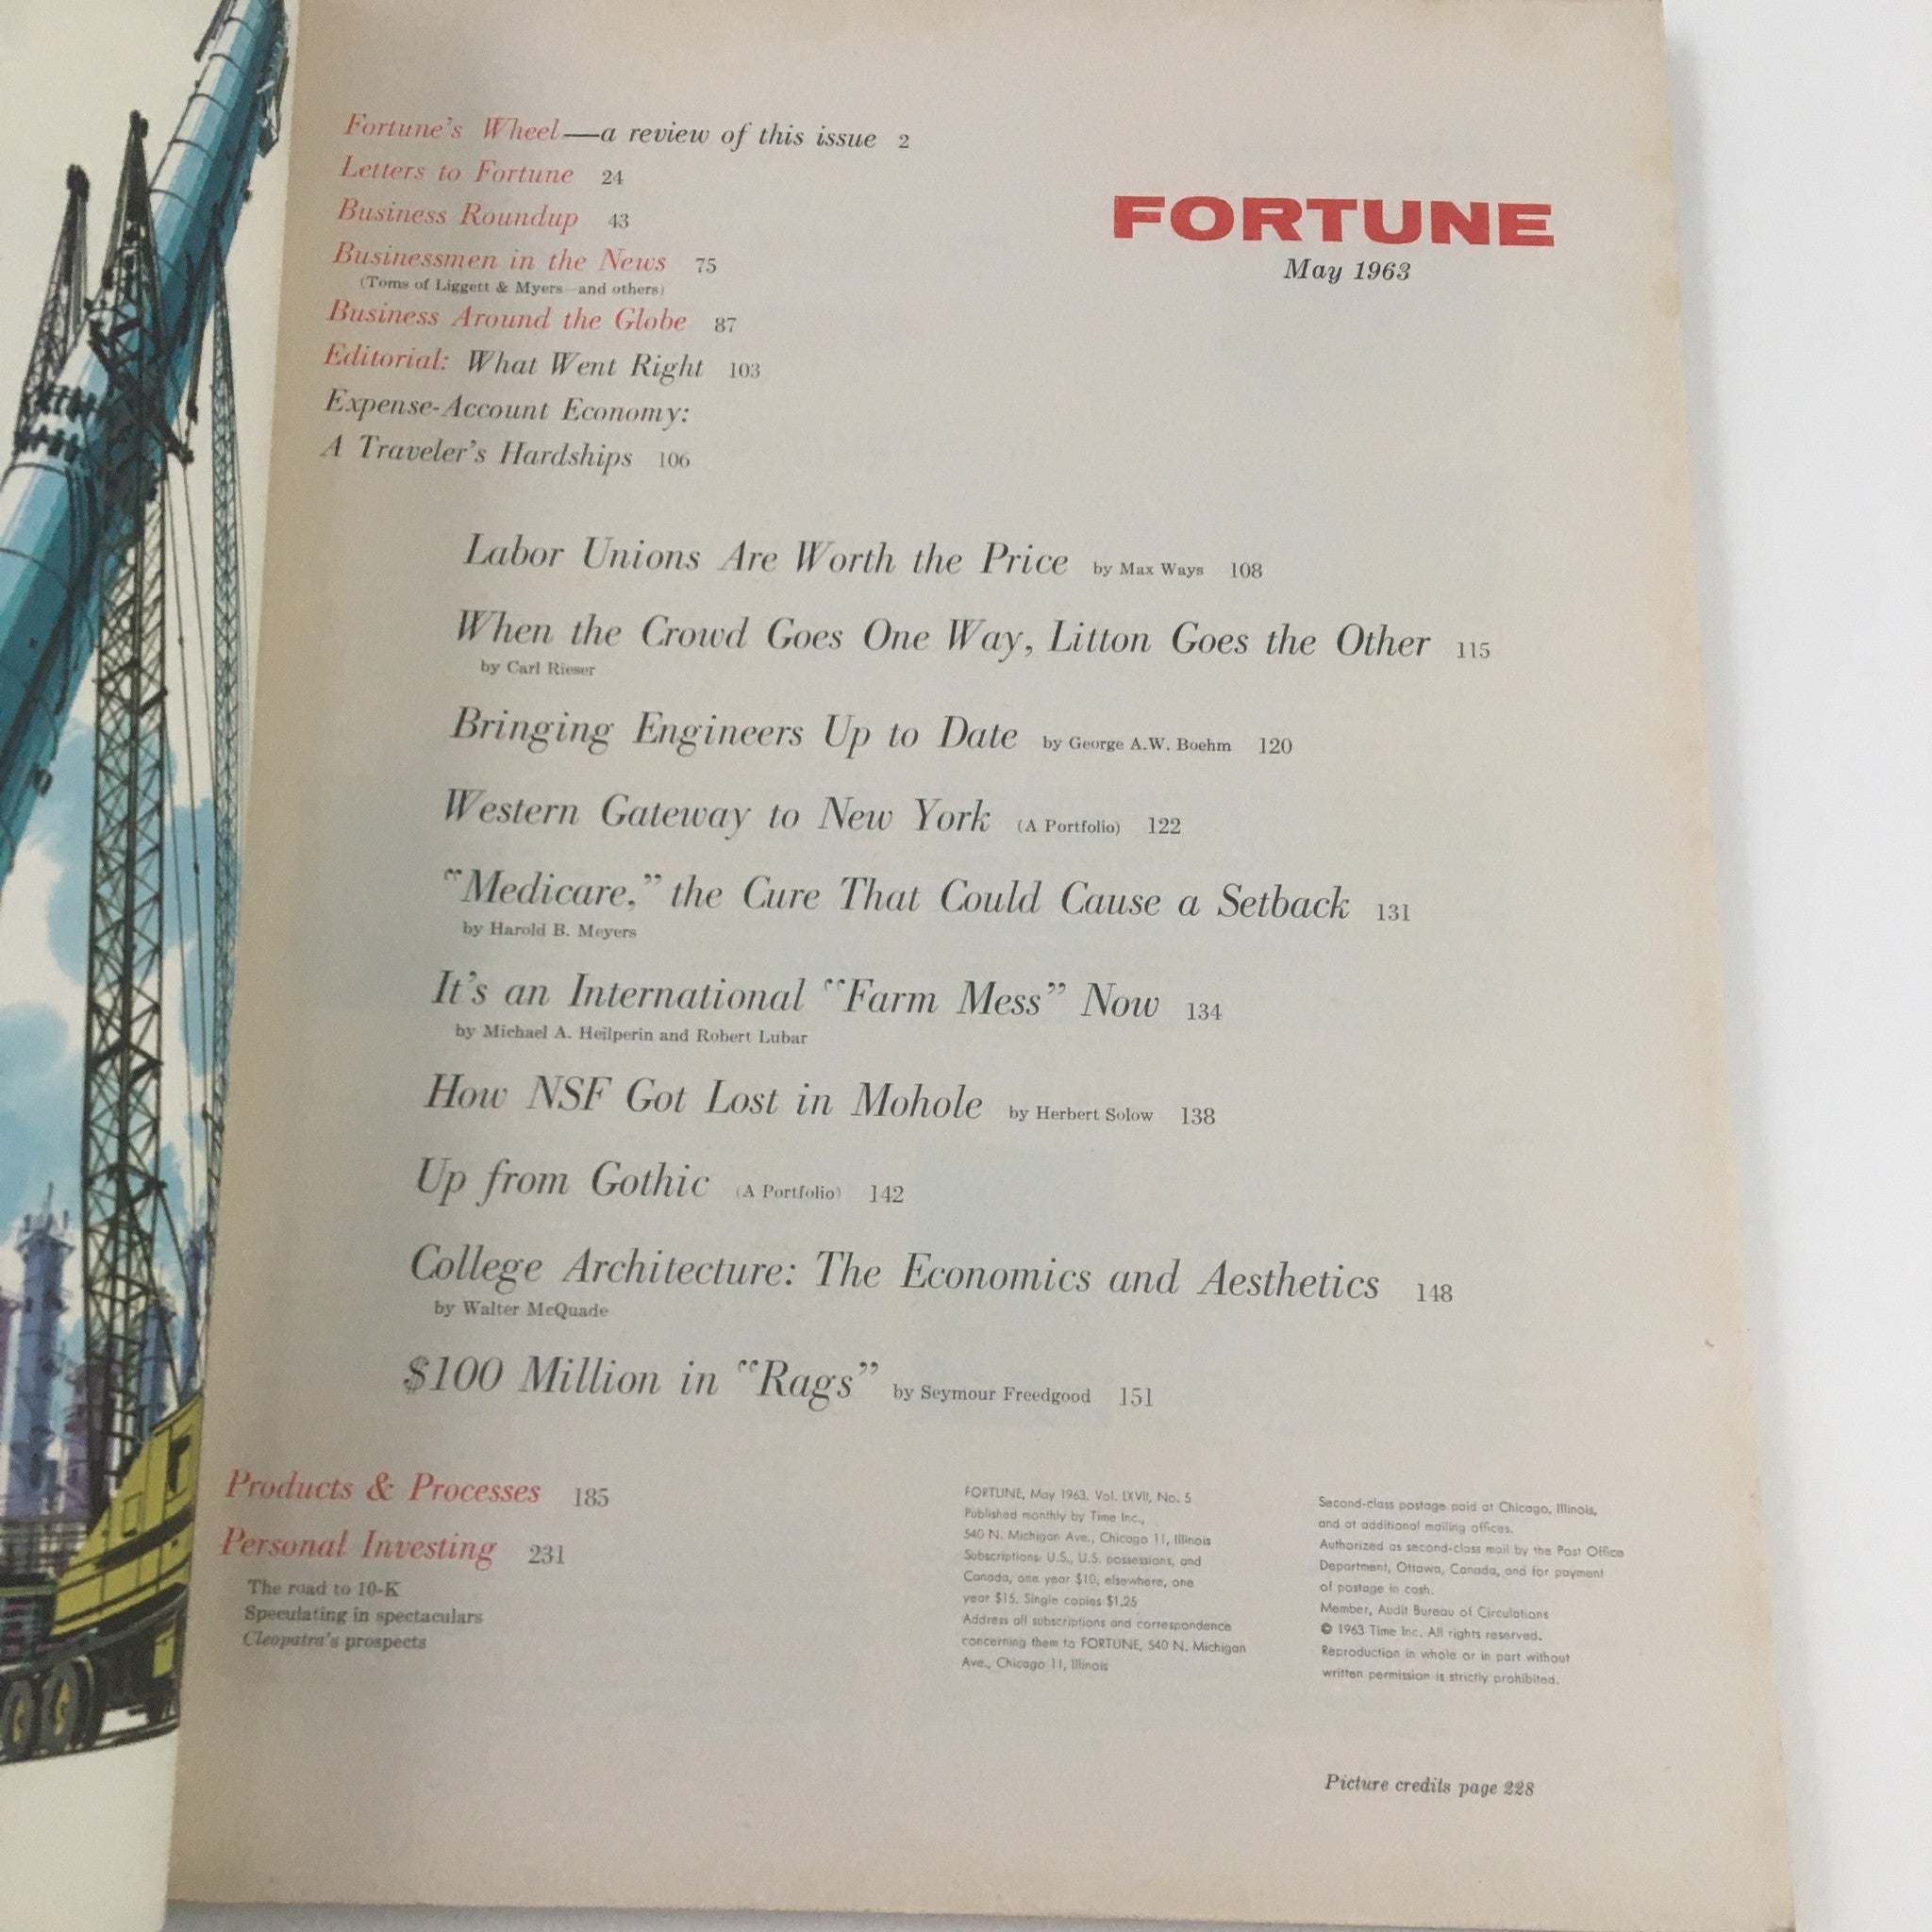 Fortune's Wheel—a review of this issue 2
Letters to Fortune 24
Business Roundup 43
Businessmen in the News 75
(Toms of Liggett & Myers—and others)
Business Around the Globe 87
Editorial: What Went Right 103
Expense-Account Economy:
A Traveler's Hardships 106
FORTUNE
May 1963
Labor Unions Are Worth the Price by Max Ways 108
When the Crowd Goes One Way, Litton Goes the Other 115
by Carl Rieser
Bringing Engineers Up to Date by George A.W. Boehm 120
Western Gateway to New York (A Portfolio) 122
“Medicare,” the Cure That Could Cause a Setback 131
by Harold B. Meyers
It's an International “Farm Mess” Now 134
by Michael A. Heilperin and Robert Lubar
How NSF Got Lost in Mohole by Herbert Solow 138
Up from Gothic (A Portfolio) 142
College Architecture: The Economics and Aesthetics 148
by Walter McQuade
$100 Million in “Rags” by Seymour Freedgood 151
Products & Processes 185
Personal Investing 231
The road to 10-K
Speculating in spectaculars
Cleopatra's prospects
FORTUNE, May 1963. Vol. LXVII, No. 5
Published monthly by Time Inc.,
540 N. Michigan Ave., Chicago 11, Illinois
Subscriptions: U.S., U.S. possessions, and
Canada, one year $10; elsewhere, one
year $15. Single copies $1.25
Address all subscriptions and correspondence
concerning them to FORTUNE, 540 N. Michigan
Ave., Chicago 11, Illinois
Second-class postage paid at Chicago, Illinois,
and at additional mailing offices.
Authorized as second-class mail by the Post Office
Department, Ottawa, Canada, and for payment
of postage in cash.
Member, Audit Bureau of Circulations
© 1963 Time Inc. All rights reserved.
Reproduction in whole or in part without
written permission is strictly prohibited.
Picture credits page 228